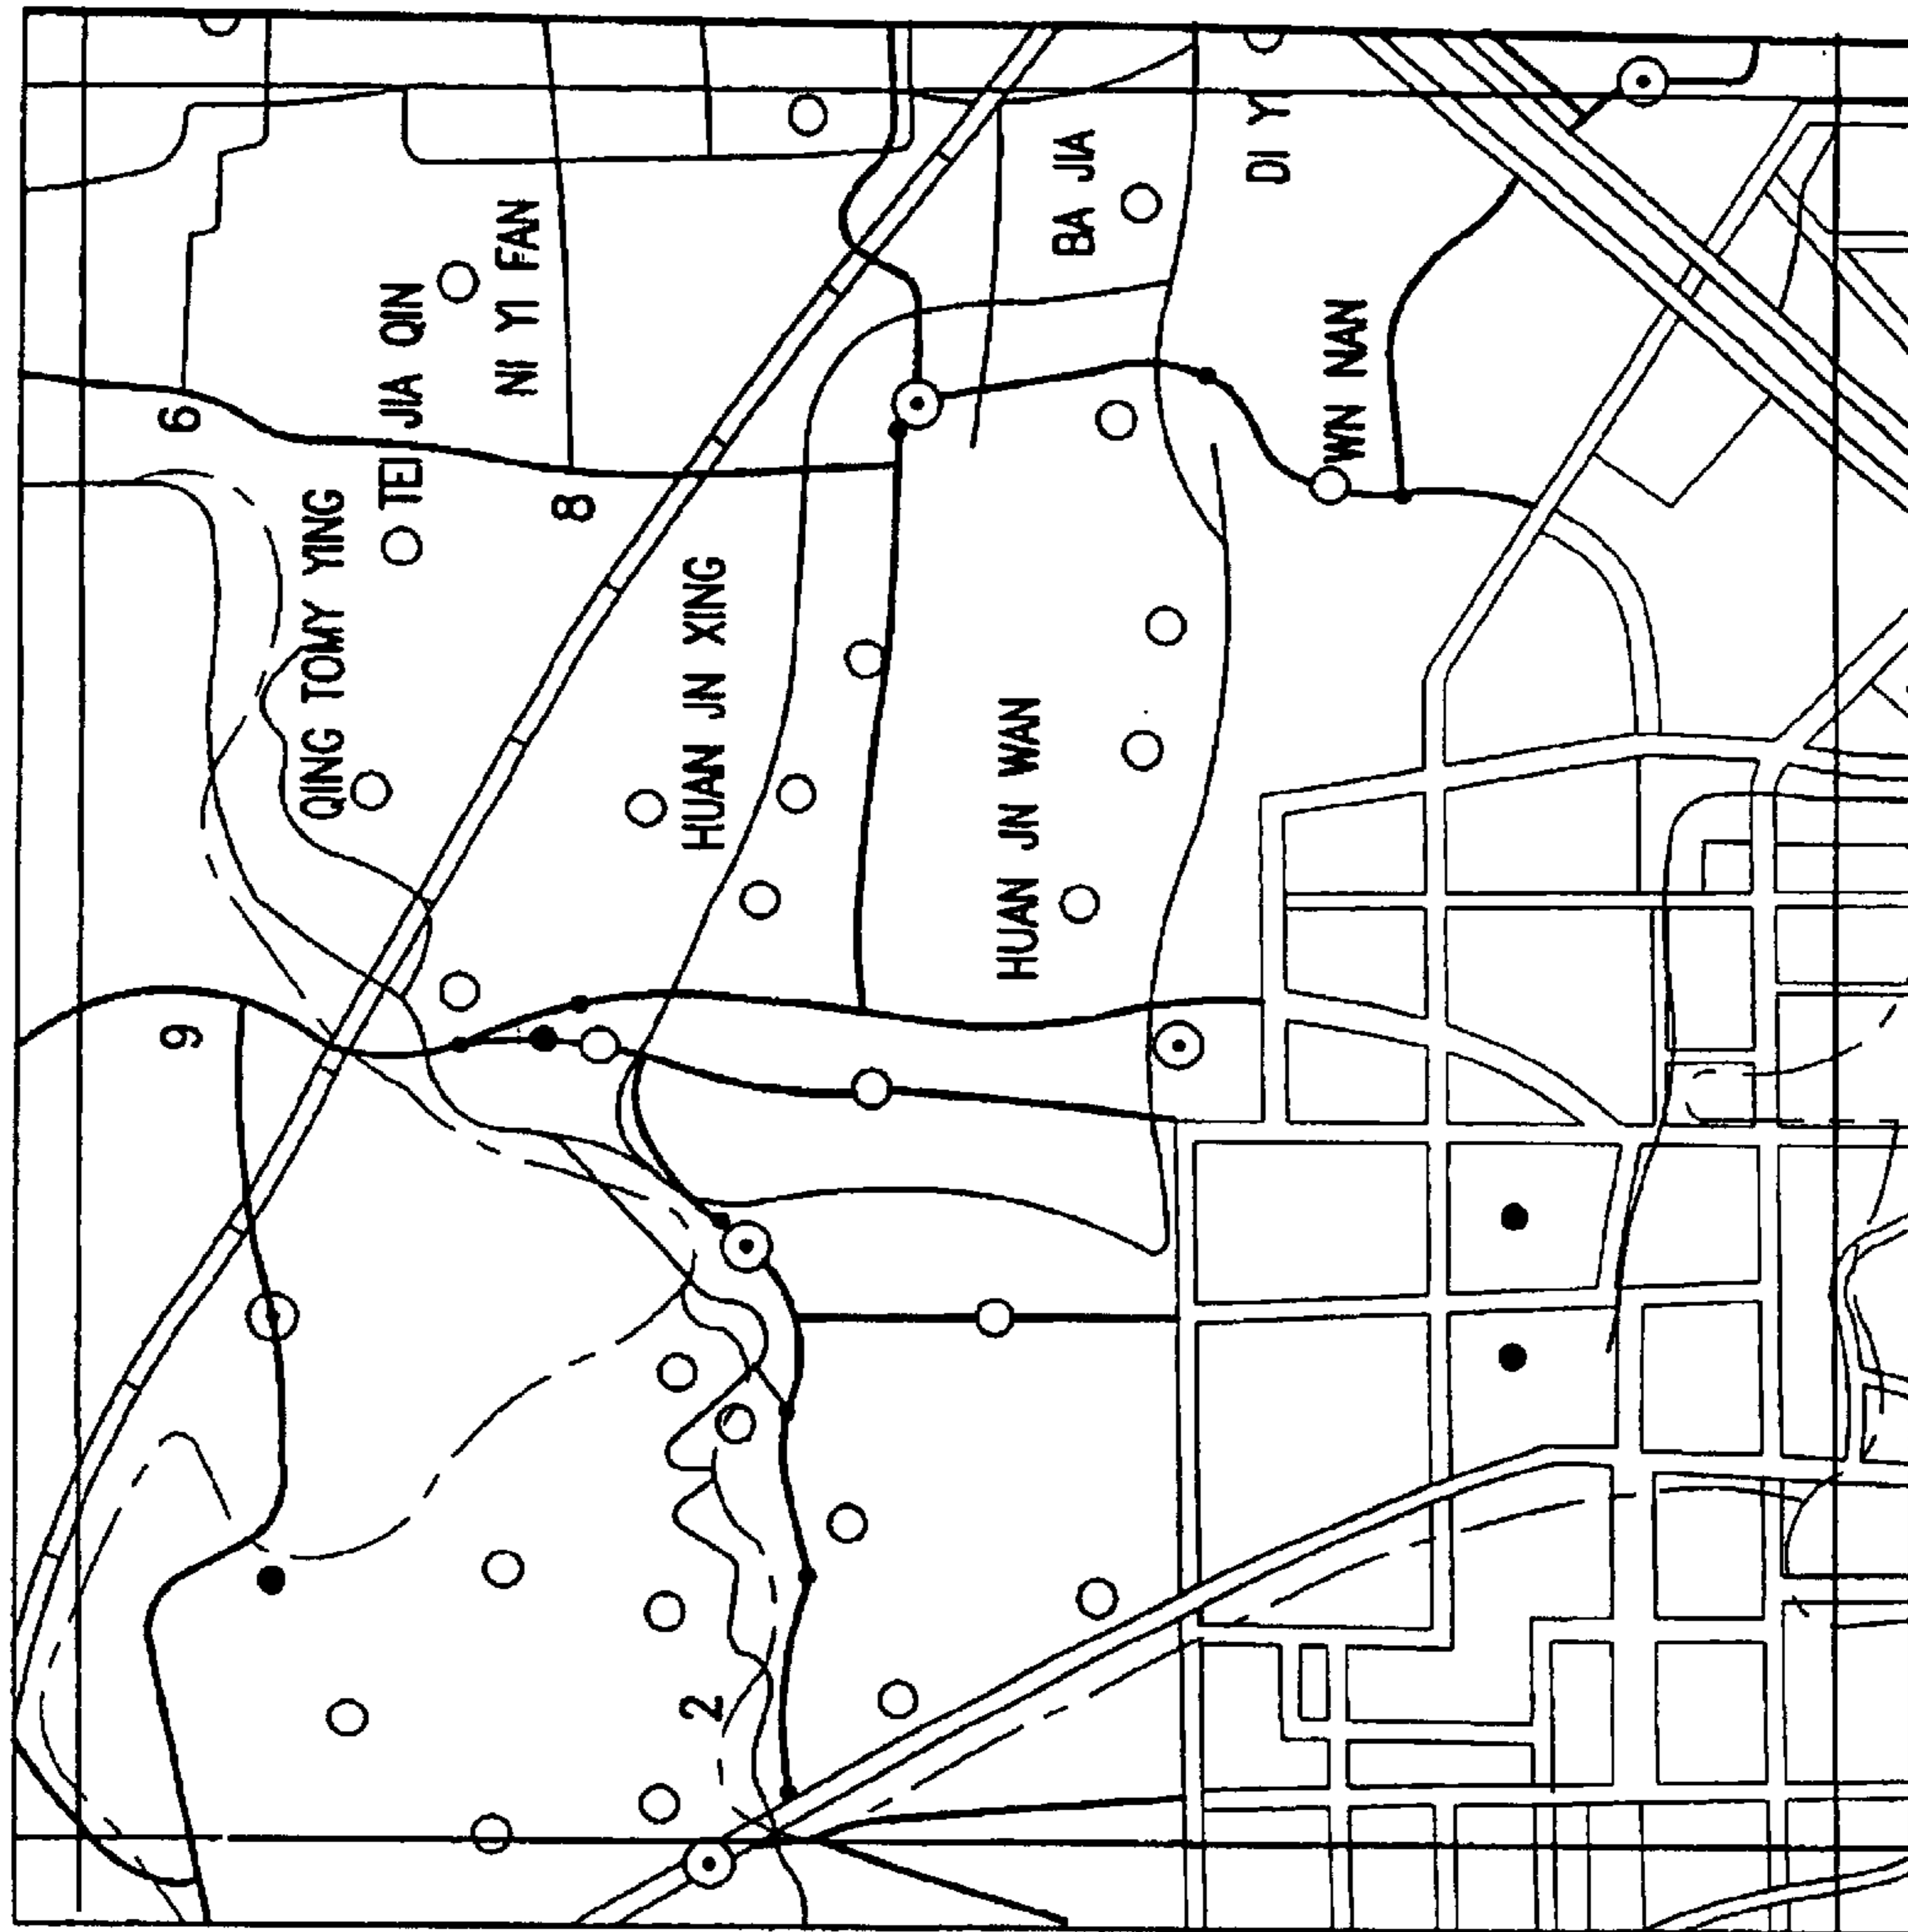 9
6
QING TOMY YING
TEI JIA QIN
NI YI FAN
8
2
HUAN JN XING
HUAN JN WAN
BA JIA
DI Y
WN NAN